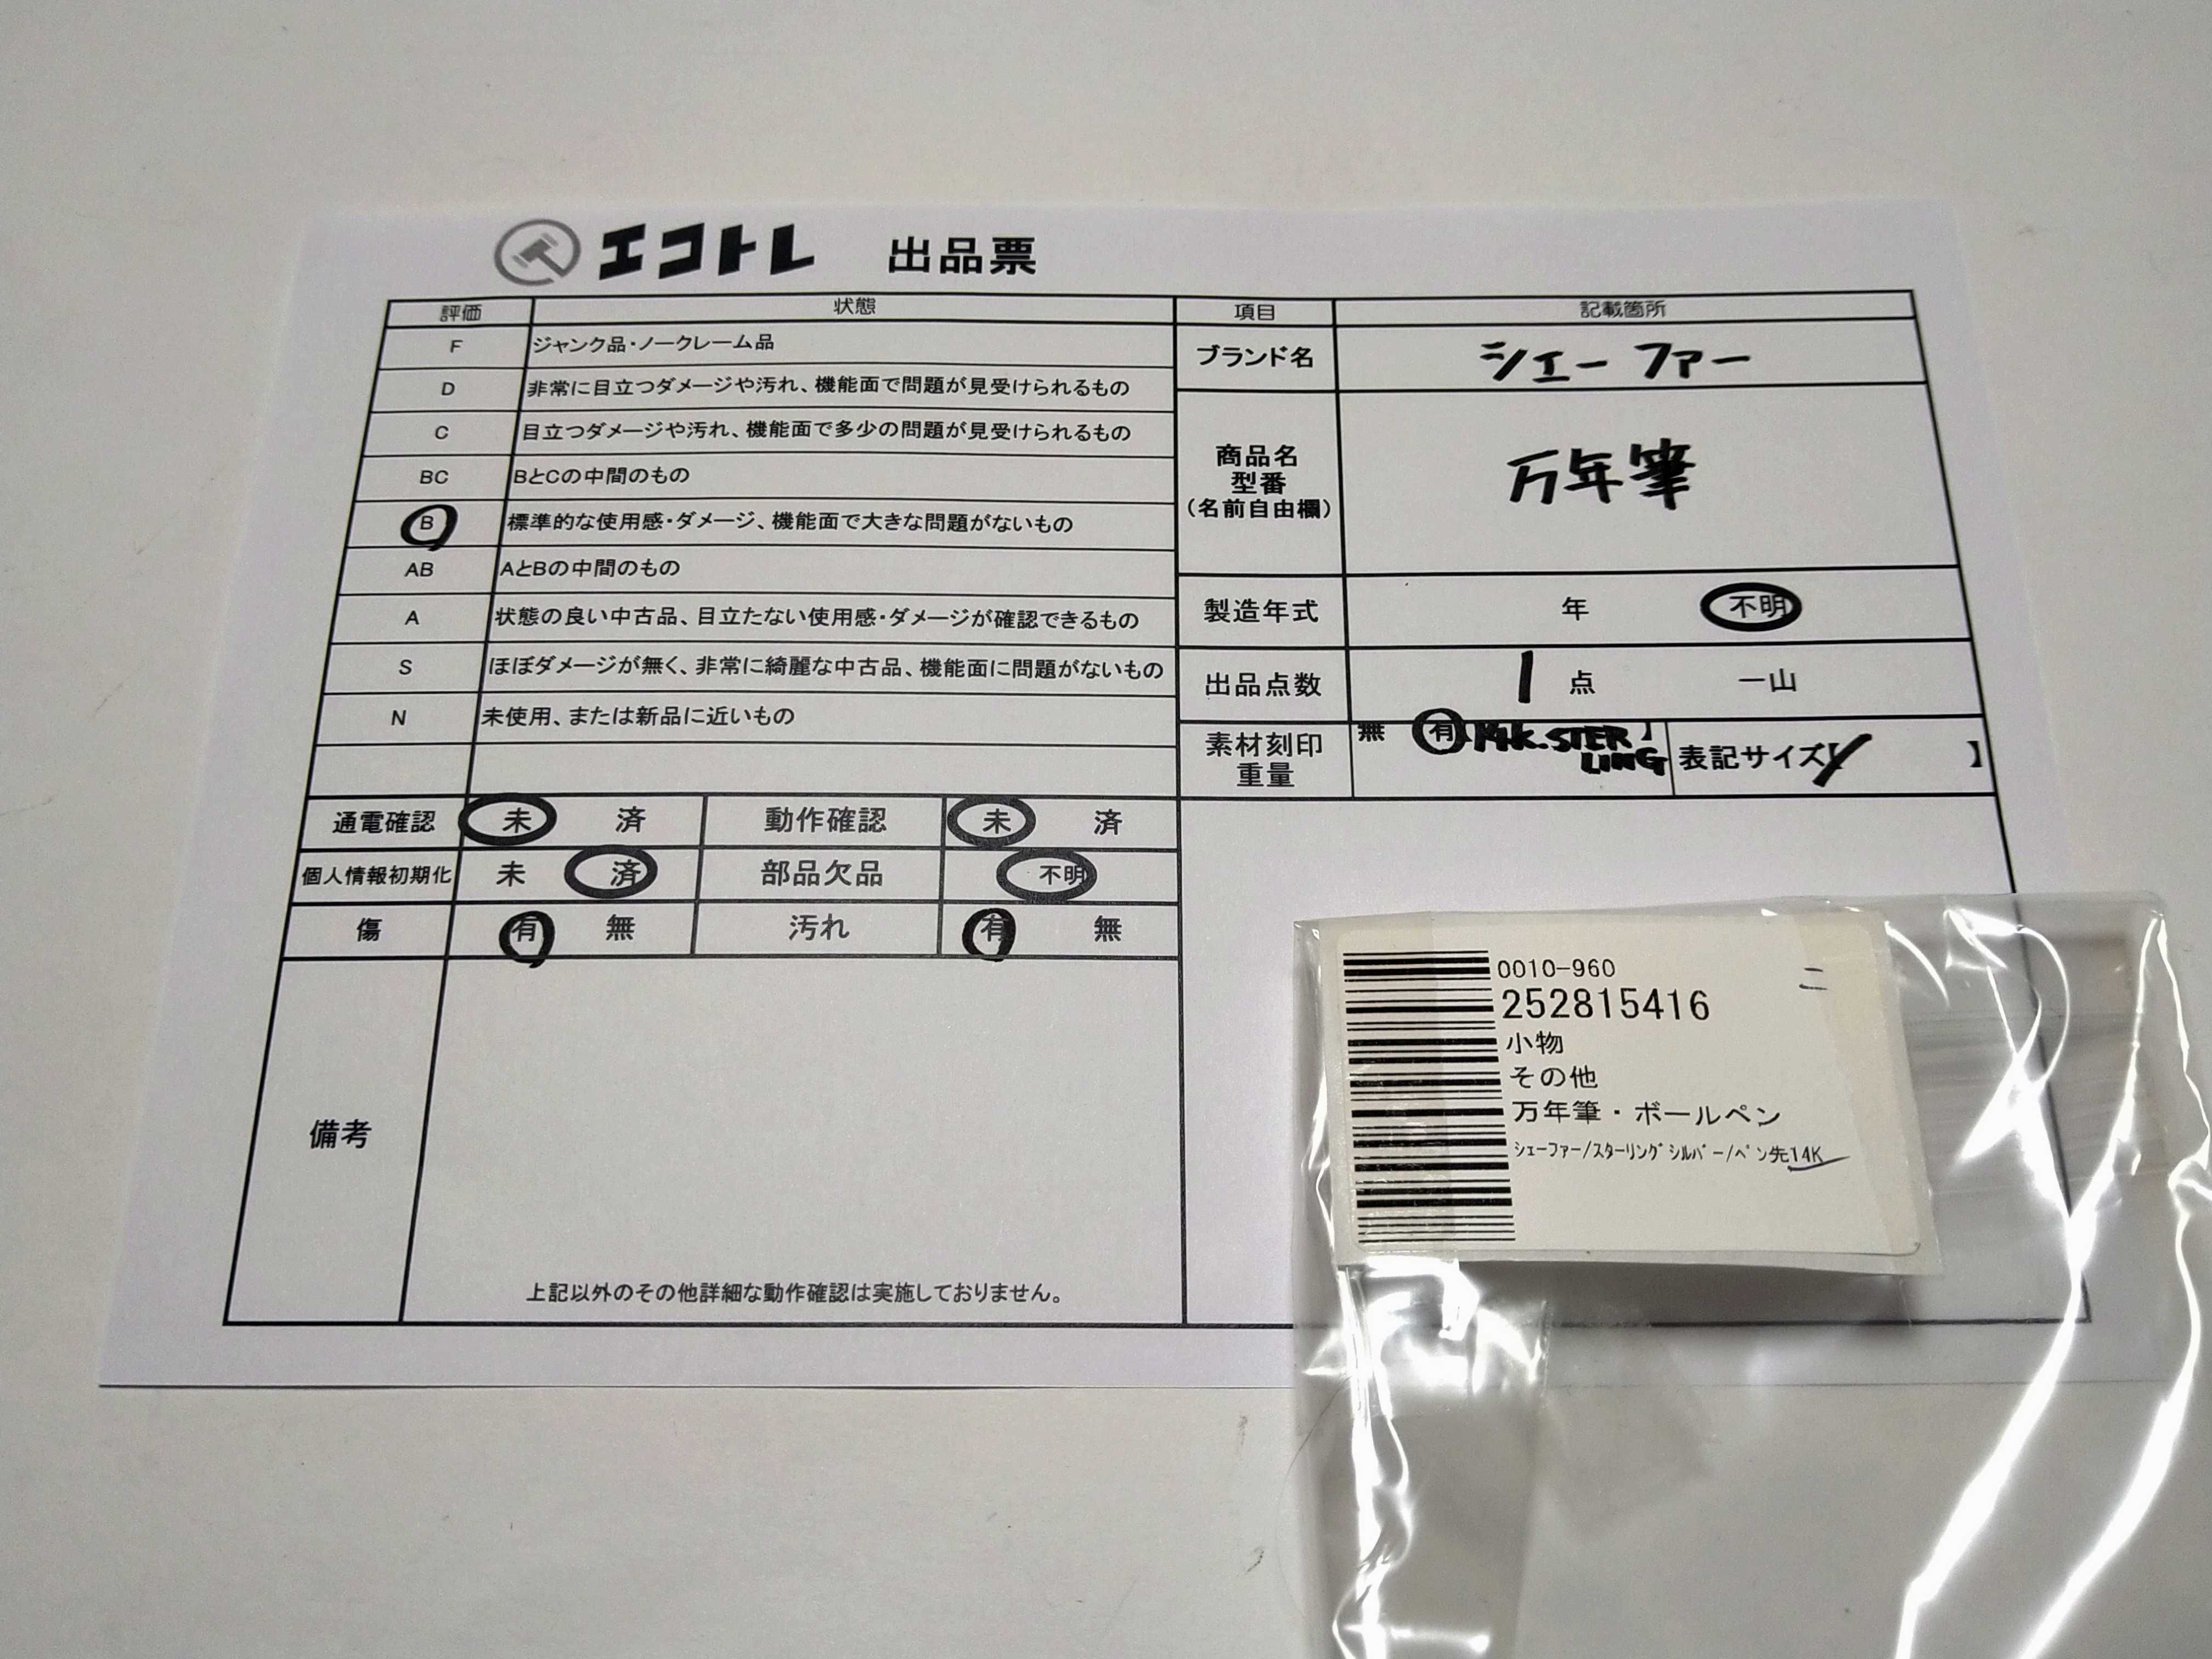 エコトレ 出品票
評価 状態
F ジャンク品・ノークレーム品
D 非常に目立つダメージや汚れ、機能面で問題が見受けられるもの
C 目立つダメージや汚れ、機能面で多少の問題が見受けられるもの
BC BとCの中間のもの
B 標準的な使用感・ダメージ、機能面で大きな問題がないもの
AB AとBの中間のもの
A 状態の良い中古品、目立たない使用感・ダメージが確認できるもの
S ほぼダメージが無く、非常に綺麗な中古品、機能面に問題がないもの
N 未使用、または新品に近いもの
項目 記載箇所
ブランド名 シェーファー
商品名
型番
(名前自由欄)
万年筆
製造年式 年 不明
出品点数 1 点 一山
素材刻印
重量
無 有 【14K.STER】
LING
表記サイズ【/ 】
通電確認 未 済 動作確認 未 済
個人情報初期化 未 済 部品欠品 不明
傷 有 無 汚れ 有 無
備考
上記以外のその他詳細な動作確認は実施しておりません。
0010-960
252815416
小物
その他
万年筆・ボールペン
シェーファー/スターリングシルバー/ペン先14K